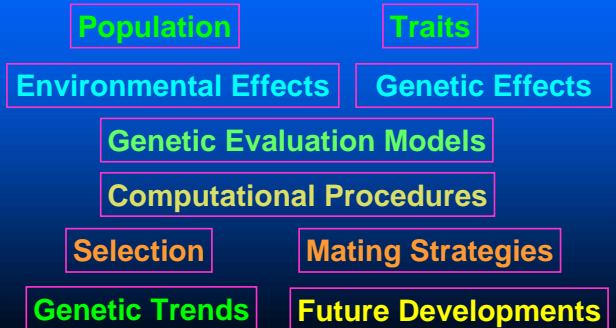 Population Traits
Environmental Effects Genetic Effects
Genetic Evaluation Models
Computational Procedures
Selection Mating Strategies
Genetic Trends Future Developments